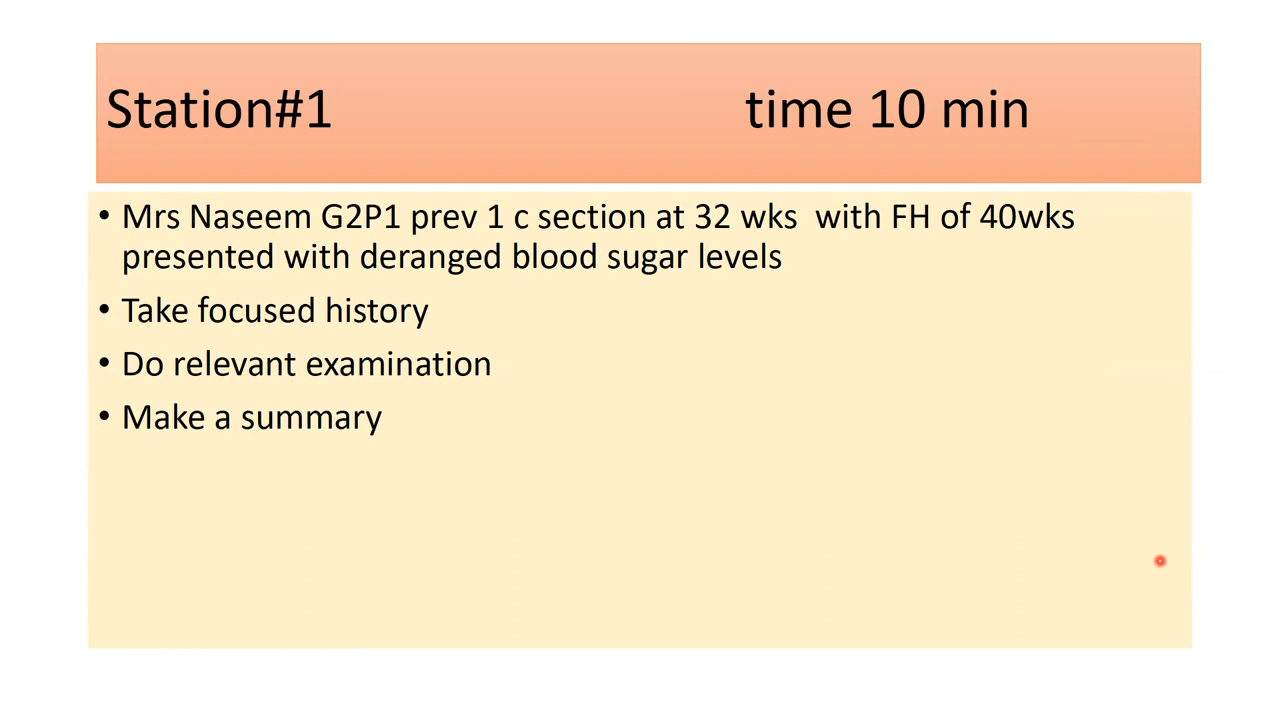 Station#1 time 10 min
• Mrs Naseem G2P1 prev 1 c section at 32 wks with FH of 40wks
presented with deranged blood sugar levels
• Take focused history
• Do relevant examination
• Make a summary